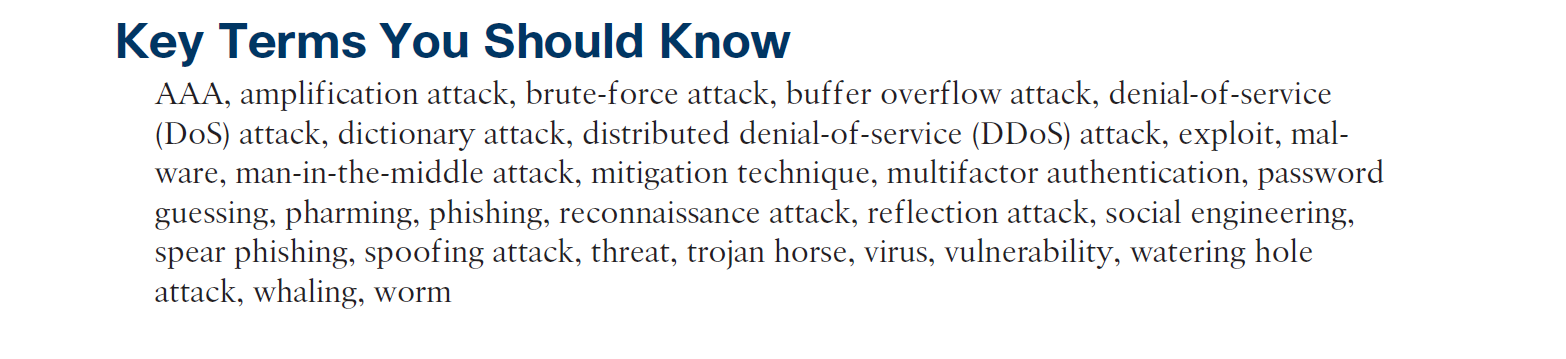 Key Terms You Should Know
AAA, amplification attack, brute-force attack, buffer overflow attack, denial-of-service
(DoS) attack, dictionary attack, distributed denial-of-service (DDoS) attack, exploit, mal-
ware, man-in-the-middle attack, mitigation technique, multifactor authentication, password
guessing, pharming, phishing, reconnaissance attack, reflection attack, social engineering,
spear phishing, spoofing attack, threat, trojan horse, virus, vulnerability, watering hole
attack, whaling, worm